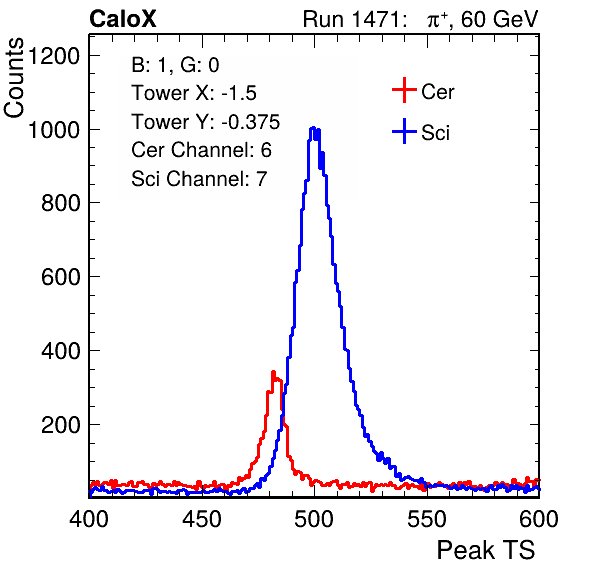 CaloX Run 1471: π⁺, 60 GeV
Counts
B: 1, G: 0
Tower X: -1.5
Tower Y: -0.375
Cer Channel: 6
Sci Channel: 7
Cer
Sci
1200
1000
800
600
400
200
400 450 500 550 600
Peak TS